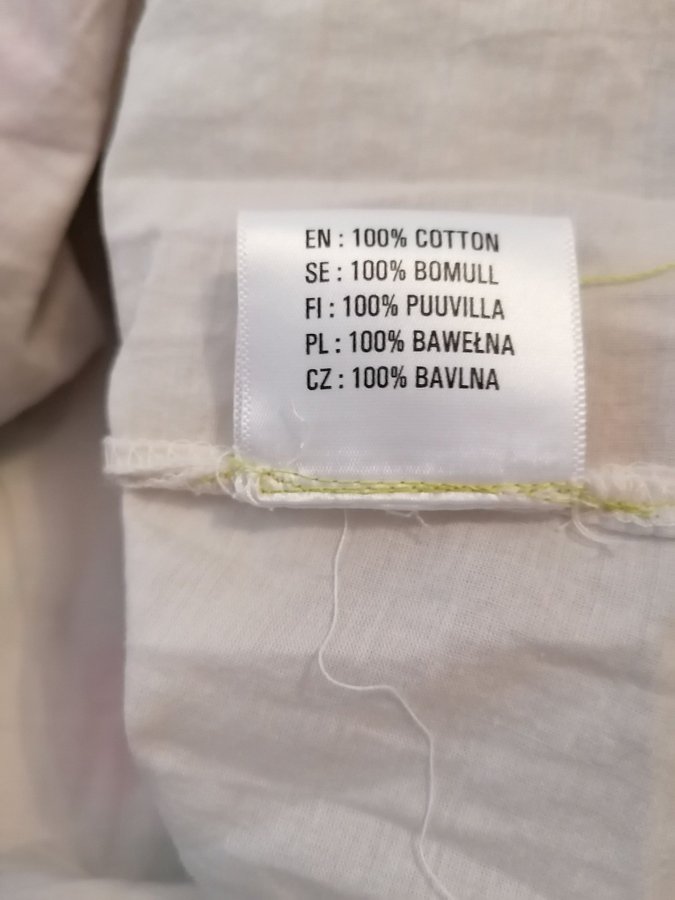 EN : 100% COTTON
SE : 100% BOMULL
FI : 100% PUUVILLA
PL : 100% BAWEŁNA
CZ : 100% BAVLNA